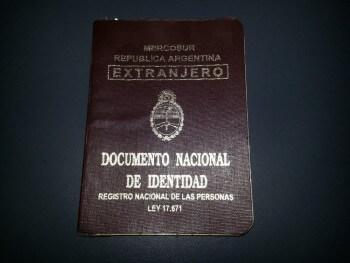 MERCOSUR
REPUBLICA ARGENTINA
EXTRANJERO
DOCUMENTO NACIONAL
DE IDENTIDAD
REGISTRO NACIONAL DE LAS PERSONAS
LEY 17.671